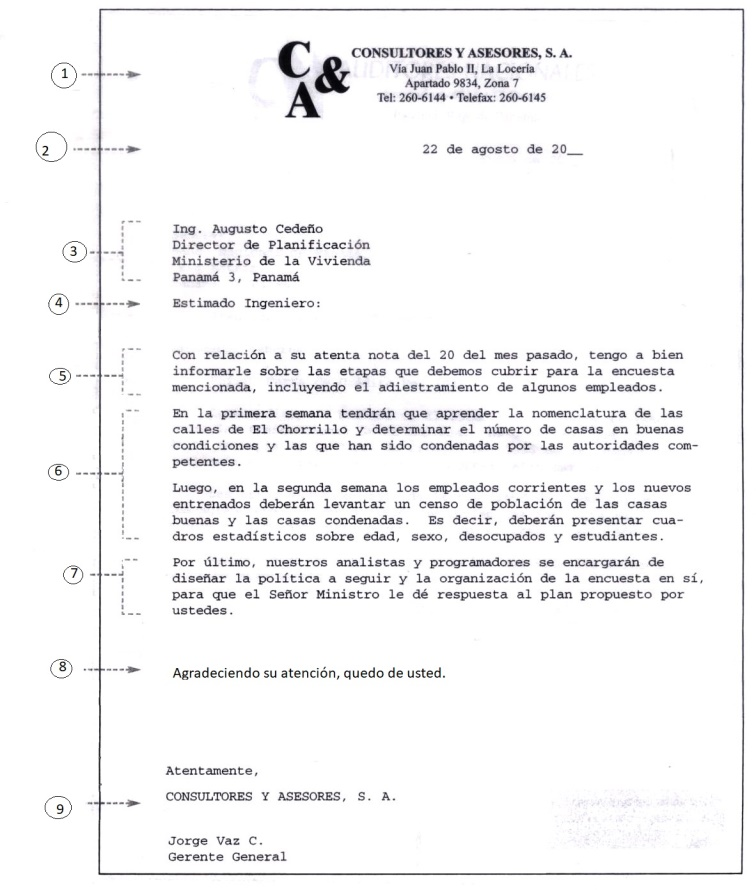 C
&
A
CONSULTORES Y ASESORES, S. A.
Vía Juan Pablo II, La Locería
Apartado 9834, Zona 7
Tel: 260-6144 • Telefax: 260-6145
1
2
22 de agosto de 20__
3
Ing. Augusto Cedeño
Director de Planificación
Ministerio de la Vivienda
Panamá 3, Panamá
4
Estimado Ingeniero:
5
Con relación a su atenta nota del 20 del mes pasado, tengo a bien
informarle sobre las etapas que debemos cubrir para la encuesta
mencionada, incluyendo el adiestramiento de algunos empleados.
6
En la primera semana tendrán que aprender la nomenclatura de las
calles de El Chorrillo y determinar el número de casas en buenas
condiciones y las que han sido condenadas por las autoridades com-
petentes.
Luego, en la segunda semana los empleados corrientes y los nuevos
entrenados deberán levantar un censo de población de las casas
buenas y las casas condenadas. Es decir, deberán presentar cua-
dros estadísticos sobre edad, sexo, desocupados y estudiantes.
7
Por último, nuestros analistas y programadores se encargarán de
diseñar la política a seguir y la organización de la encuesta en sí,
para que el Señor Ministro le dé respuesta al plan propuesto por
ustedes.
8
Agradeciendo su atención, quedo de usted.
Atentamente,
9
CONSULTORES Y ASESORES, S. A.
Jorge Vaz C.
Gerente General